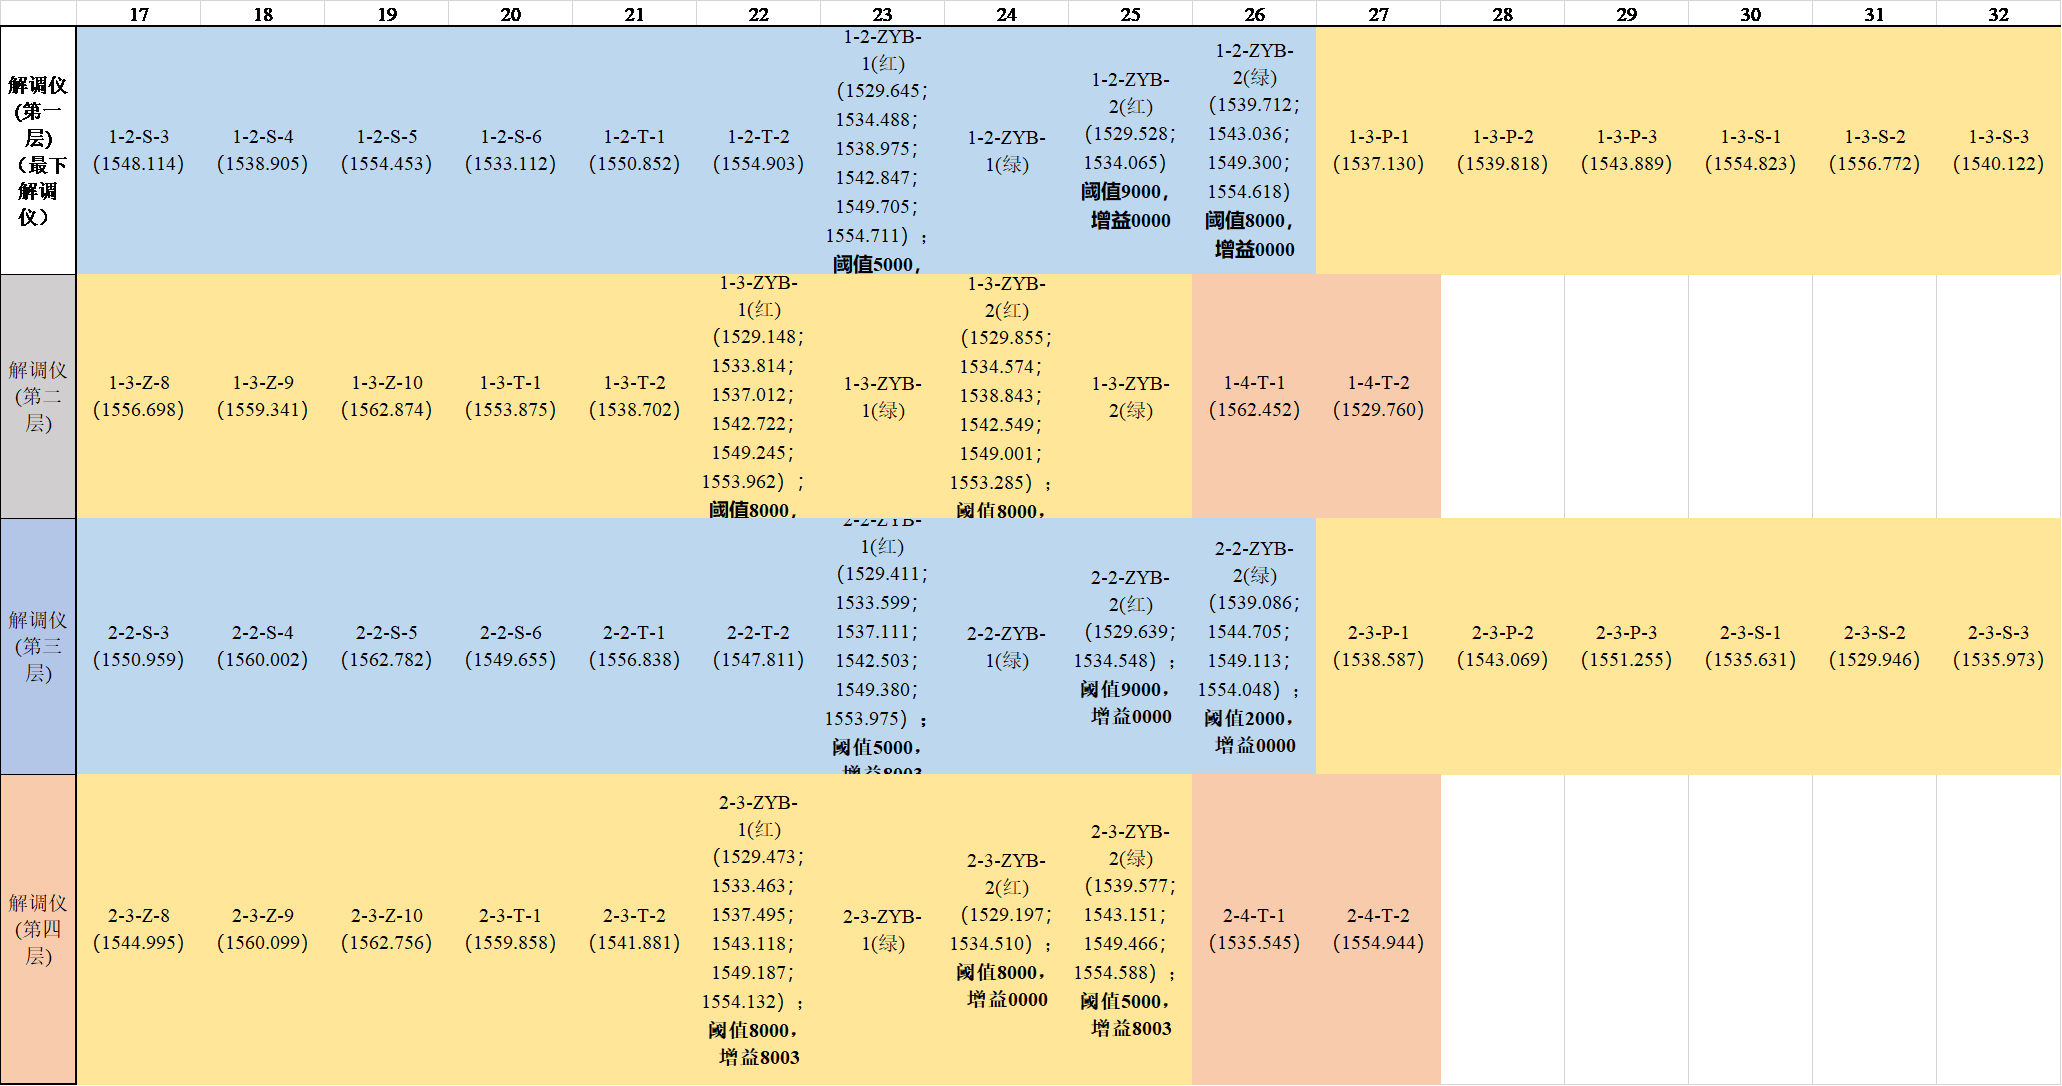 17 18 19 20 21 22 23 24 25 26 27 28 29 30 31 32
解调仪
(第一
层)
（最下
解调
仪）
1-2-S-3
(1548.114)
1-2-S-4
(1538.905)
1-2-S-5
(1554.453)
1-2-S-6
(1533.112)
1-2-T-1
(1550.852)
1-2-T-2
(1554.903)
1-2-ZYB-
1(红)
（1529.645；
1534.488；
1538.975；
1542.847；
1549.705；
1554.711）；
阈值5000，
1-2-ZYB-
1(绿)
1-2-ZYB-
2(红)
（1529.528；
1534.065)
阈值9000，
增益0000
1-2-ZYB-
2(绿)
（1539.712；
1543.036；
1549.300；
1554.618)
阈值8000，
增益0000
1-3-P-1
(1537.130)
1-3-P-2
(1539.818)
1-3-P-3
(1543.889)
1-3-S-1
(1554.823)
1-3-S-2
(1556.772)
1-3-S-3
(1540.122)
解调仪
(第二
层)
1-3-Z-8
(1556.698)
1-3-Z-9
(1559.341)
1-3-Z-10
(1562.874)
1-3-T-1
(1553.875)
1-3-T-2
(1538.702)
1-3-ZYB-
1(红)
（1529.148；
1533.814；
1537.012；
1542.722；
1549.245；
1553.962）；
阈值8000，
1-3-ZYB-
1(绿)
1-3-ZYB-
2(红)
（1529.855；
1534.574；
1538.843；
1542.549；
1549.001；
1553.285）；
阈值8000，
1-3-ZYB-
2(绿)
1-4-T-1
(1562.452)
1-4-T-2
(1529.760)
解调仪
(第三
层)
2-2-S-3
(1550.959)
2-2-S-4
(1560.002)
2-2-S-5
(1562.782)
2-2-S-6
(1549.655)
2-2-T-1
(1556.838)
2-2-T-2
(1547.811)
2-2-ZYB-
1(红)
（1529.411；
1533.599；
1537.111；
1542.503；
1549.380；
1553.975）；
阈值5000，
增益8003
2-2-ZYB-
1(绿)
2-2-ZYB-
2(红)
（1529.639；
1534.548）；
阈值9000，
增益0000
2-2-ZYB-
2(绿)
（1539.086；
1544.705；
1549.113；
1554.048）；
阈值2000，
增益0000
2-3-P-1
(1538.587)
2-3-P-2
(1543.069)
2-3-P-3
(1551.255)
2-3-S-1
(1535.631)
2-3-S-2
(1529.946)
2-3-S-3
(1535.973)
解调仪
(第四
层)
2-3-Z-8
(1544.995)
2-3-Z-9
(1560.099)
2-3-Z-10
(1562.756)
2-3-T-1
(1559.858)
2-3-T-2
(1541.881)
2-3-ZYB-
1(红)
（1529.473；
1533.463；
1537.495；
1543.118；
1549.187；
1554.132）；
阈值8000，
增益8003
2-3-ZYB-
1(绿)
2-3-ZYB-
2(红)
（1529.197；
1534.510）；
阈值8000，
增益0000
2-3-ZYB-
2(绿)
（1539.577；
1543.151；
1549.466；
1554.588）；
阈值5000，
增益8003
2-4-T-1
(1535.545)
2-4-T-2
(1554.944)